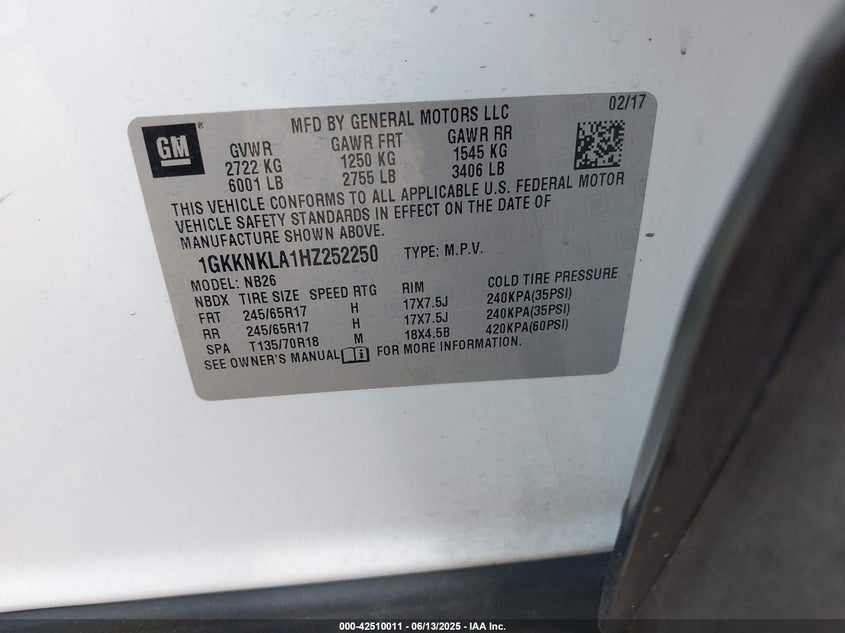 GM
®
MFD BY GENERAL MOTORS LLC
02/17
GVWR GAWR FRT GAWR RR
2722 KG 1250 KG 1545 KG
6001 LB 2755 LB 3406 LB
THIS VEHICLE CONFORMS TO ALL APPLICABLE U.S. FEDERAL MOTOR
VEHICLE SAFETY STANDARDS IN EFFECT ON THE DATE OF
MANUFACTURE SHOWN ABOVE.
1GKKNKLA1HZ252250 TYPE: M.P.V.
MODEL: NB26
NBDX TIRE SIZE SPEED RTG RIM COLD TIRE PRESSURE
FRT 245/65R17 H 17X7.5J 240KPA(35PSI)
RR 245/65R17 H 17X7.5J 240KPA(35PSI)
SPA T135/70R18 M 18X4.5B 420KPA(60PSI)
SEE OWNER'S MANUAL FOR MORE INFORMATION.
000-42510011 - 06/13/2025 - IAA Inc.